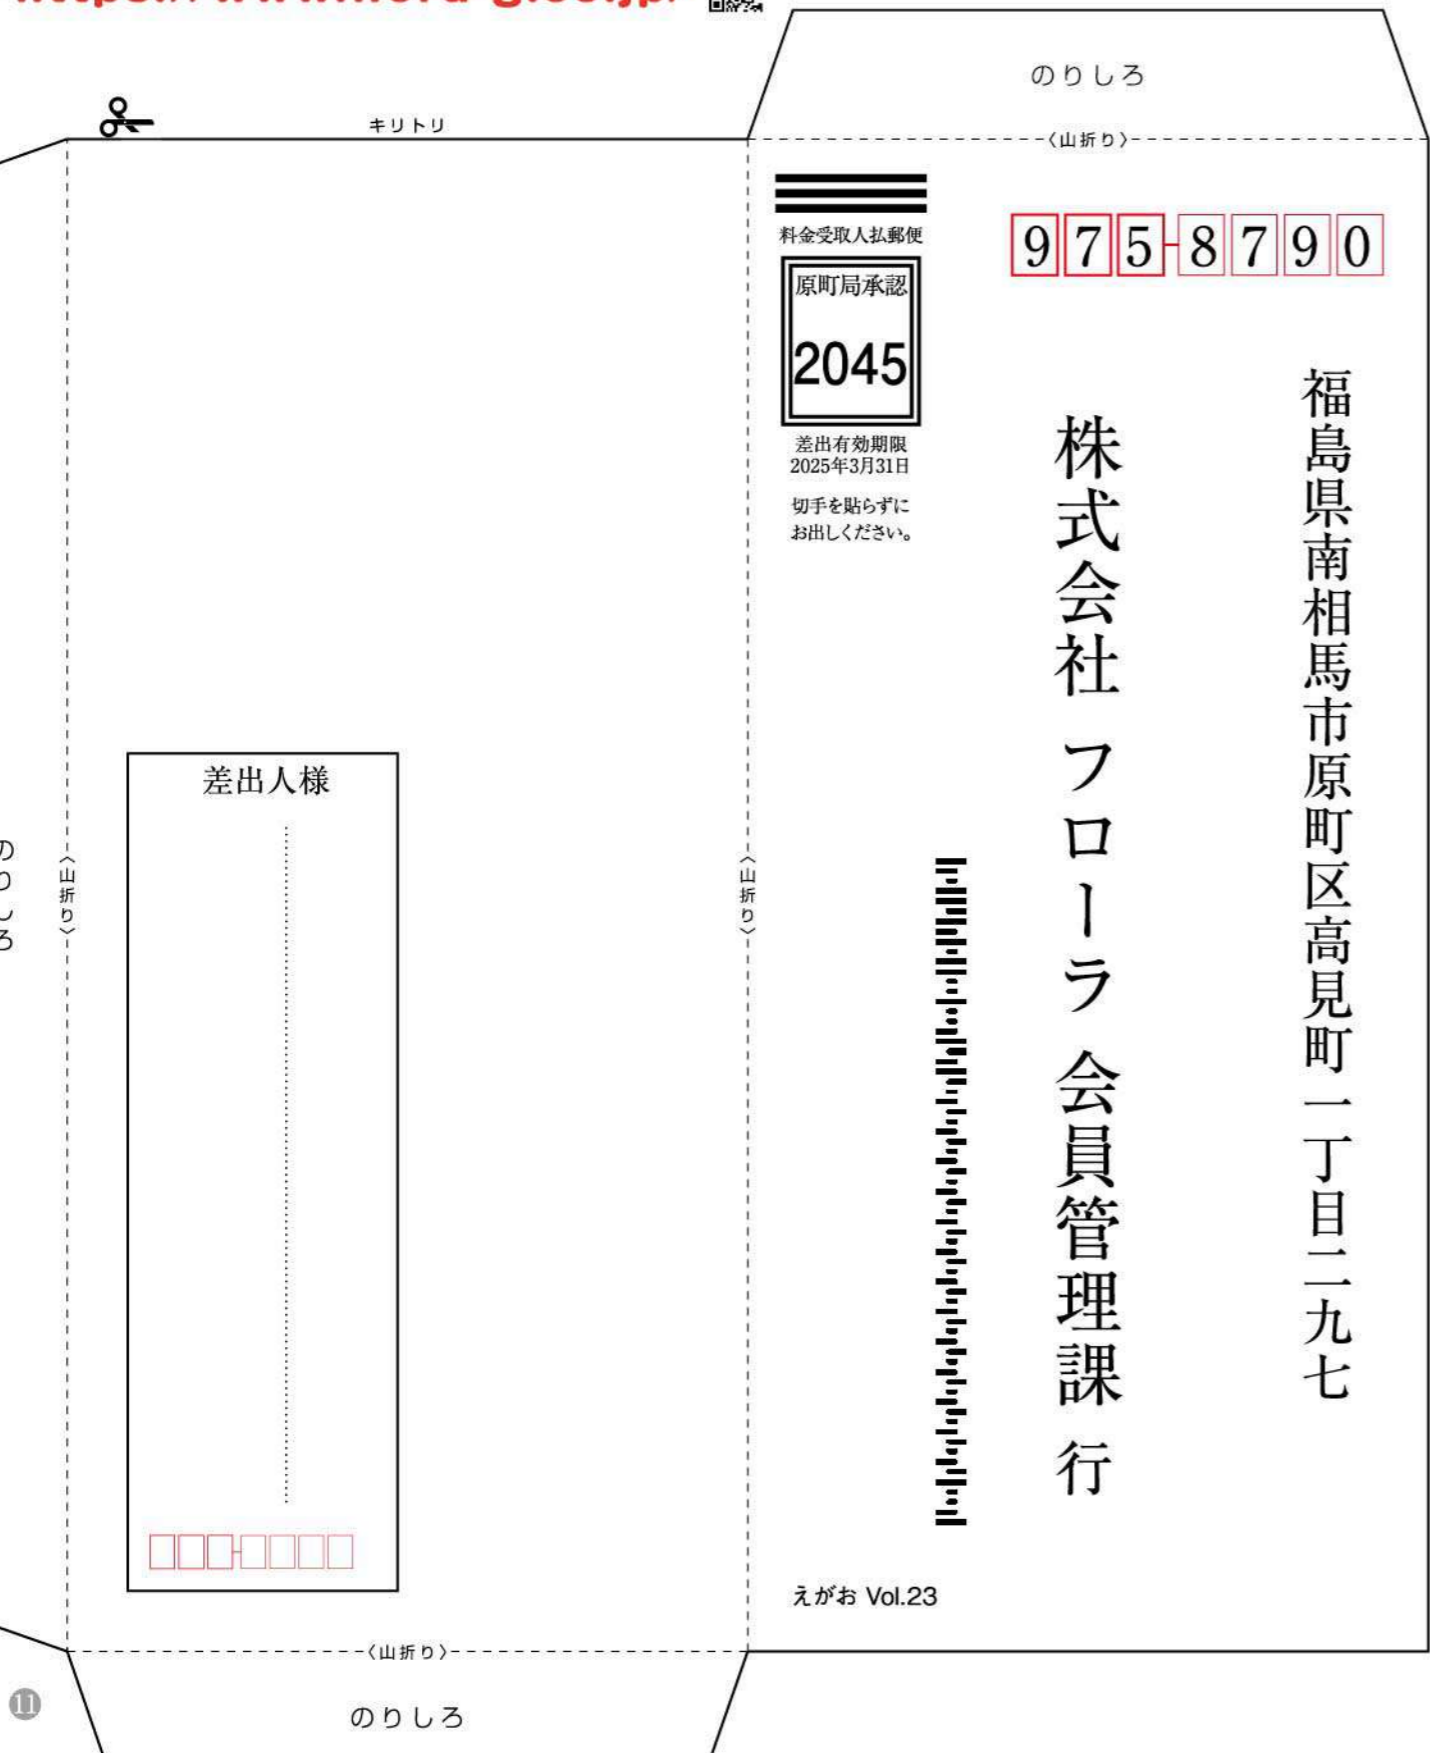 のりしろ
キリトリ
〈山折り〉
料金受取人払郵便
原町局承認
2045
差出有効期限
2025年3月31日
切手を貼らずに
お出しください。
975-8790
福島県南相馬市原町区高見町一丁目二九七
株式会社 フローラ 会員管理課 行
差出人様
のりしろ
〈山折り〉
〈山折り〉
えがお Vol.23
〈山折り〉
のりしろ
11